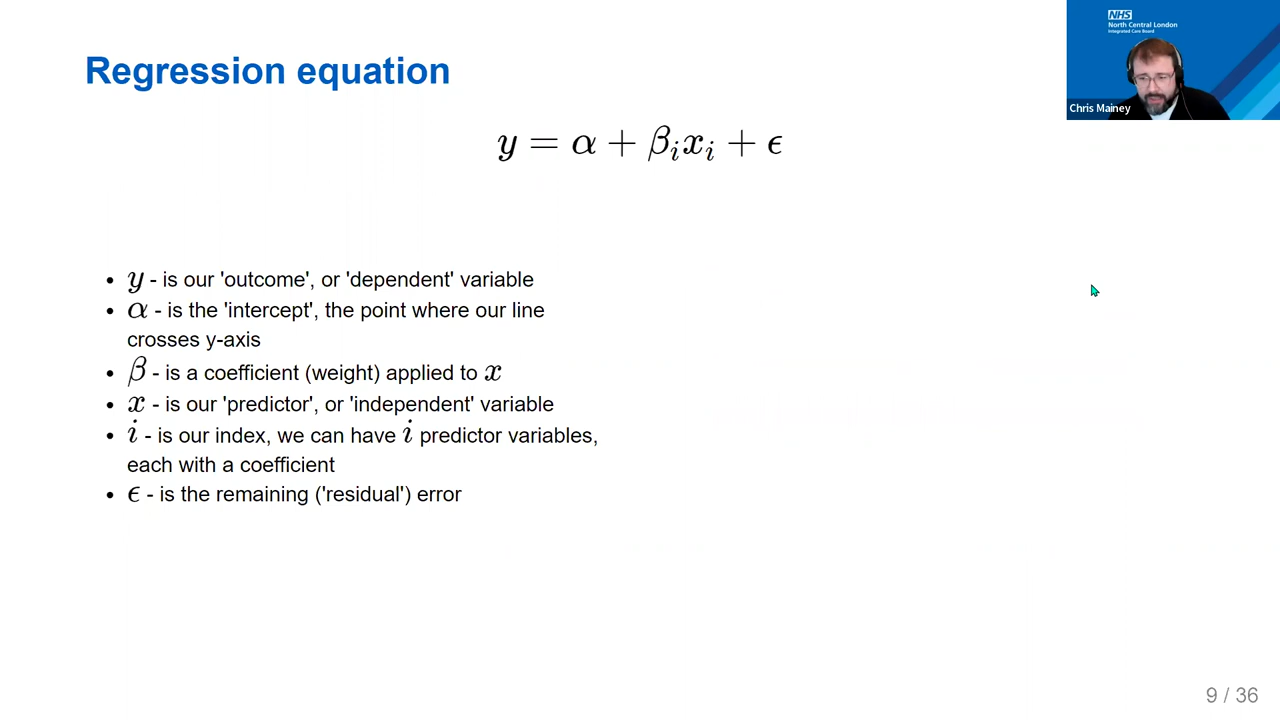 Regression equation
y = α + βᵢxᵢ + ϵ
• y - is our 'outcome', or 'dependent' variable
• α - is the 'intercept', the point where our line
crosses y-axis
• β - is a coefficient (weight) applied to x
• x - is our 'predictor', or 'independent' variable
• i - is our index, we can have i predictor variables,
each with a coefficient
• ϵ - is the remaining ('residual') error
NHS
North Central London
Integrated Care Board
Chris Mainey
9 / 36